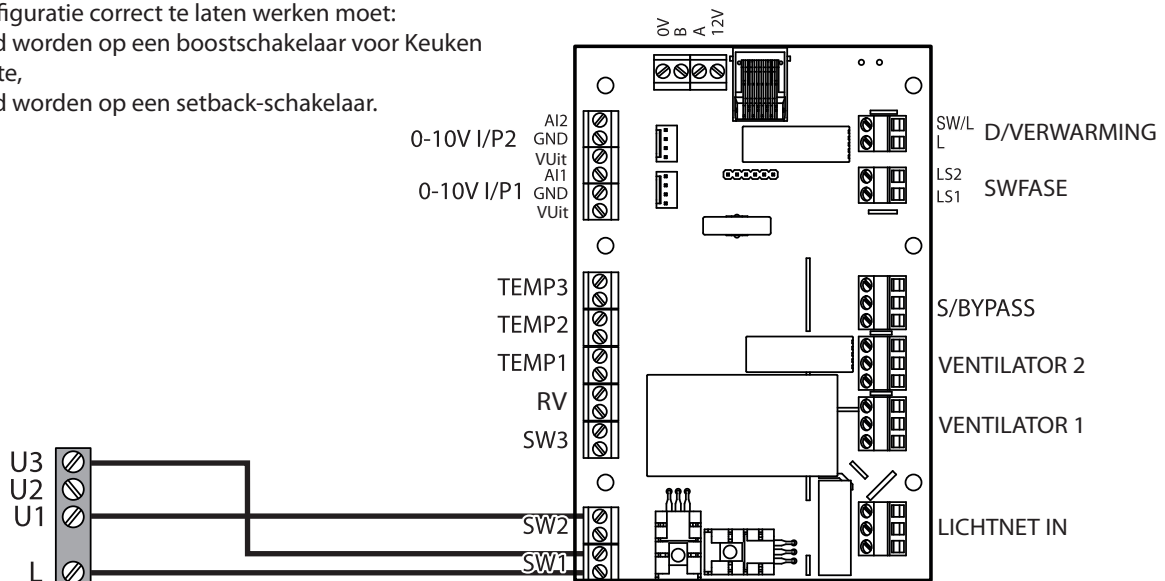 figuratie correct te laten werken moet:
d worden op een boostschakelaar voor Keuken
te,
d worden op een setback-schakelaar.
0V
B
A
12V
AI2
0-10V I/P2 GND
VUit
AI1
0-10V I/P1 GND
VUit
SW/L
L
D/VERWARMING
LS2
LS1
SWFASE
TEMP3
TEMP2
TEMP1
RV
SW3
S/BYPASS
VENTILATOR 2
VENTILATOR 1
U3
U2
U1
L
SW2
SW1
LICHTNET IN